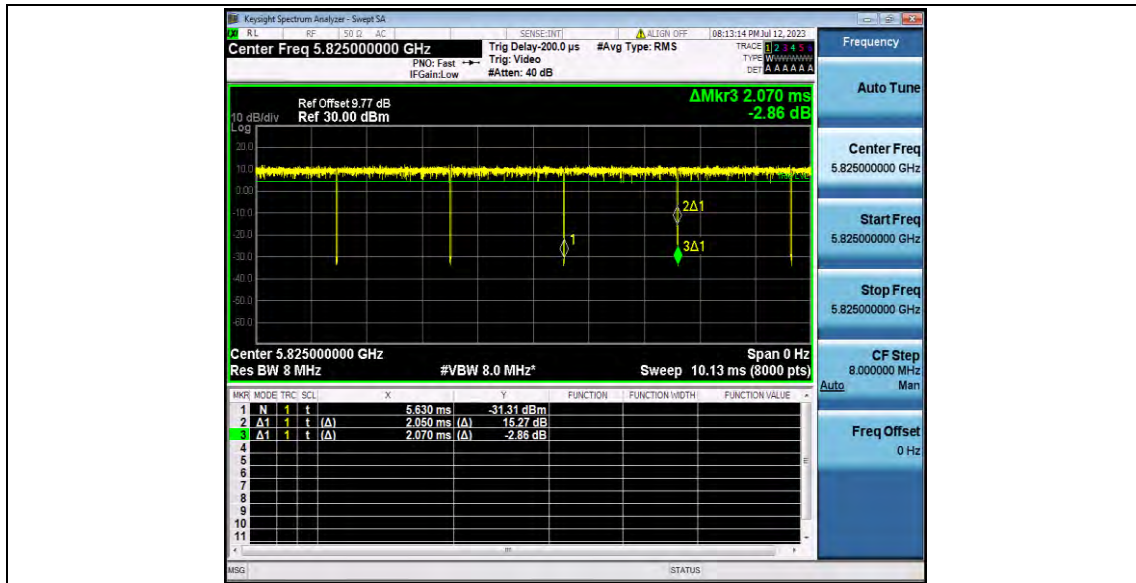 Keysight Spectrum Analyzer - Swept SA
RL RF 50 Ω AC SENSE:INT ALIGN OFF 08:13:14 PM Jul 12, 2023
Center Freq 5.825000000 GHz Trig Delay-200.0 µs #Avg Type: RMS TRACE 1 2 3 4 5 6
PNO: Fast Trig: Video TYPE W
IFGain:Low #Atten: 40 dB DET A A A A A A
Frequency
ΔMkr3 2.070 ms
-2.86 dB
Ref Offset 9.77 dB
10 dB/div Ref 30.00 dBm
Log
20.0
10.0
0.00
-10.0
-20.0
-30.0
-40.0
-50.0
-60.0
2Δ1
1
3Δ1
Center 5.825000000 GHz Span 0 Hz
Res BW 8 MHz #VBW 8.0 MHz* Sweep 10.13 ms (8000 pts)
MKR MODE TRC SCL X Y FUNCTION FUNCTION WIDTH FUNCTION VALUE
1 N 1 t 5.630 ms -31.31 dBm
2 Δ1 1 t (Δ) 2.050 ms (Δ) 15.27 dB
3 Δ1 1 t (Δ) 2.070 ms (Δ) -2.86 dB
4
5
6
7
8
9
10
11
MSG STATUS
Auto Tune
Center Freq
5.825000000 GHz
Start Freq
5.825000000 GHz
Stop Freq
5.825000000 GHz
CF Step
8.000000 MHz
Auto Man
Freq Offset
0 Hz